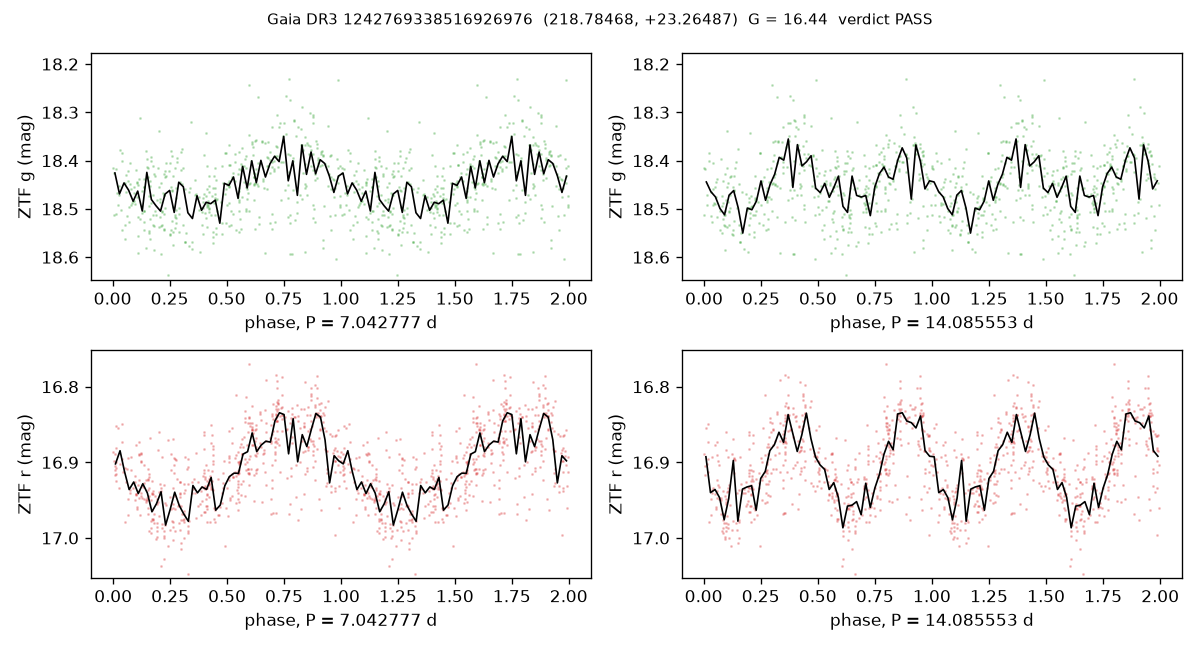 Gaia DR3 1242769338516926976 (218.78468, +23.26487) G = 16.44 verdict PASS
ZTF g (mag)
18.2
18.3
18.4
18.5
18.6
0.00 0.25 0.50 0.75 1.00 1.25 1.50 1.75 2.00
phase, P = 7.042777 d
ZTF g (mag)
18.2
18.3
18.4
18.5
18.6
0.00 0.25 0.50 0.75 1.00 1.25 1.50 1.75 2.00
phase, P = 14.085553 d
ZTF r (mag)
16.8
16.9
17.0
0.00 0.25 0.50 0.75 1.00 1.25 1.50 1.75 2.00
phase, P = 7.042777 d
ZTF r (mag)
16.8
16.9
17.0
0.00 0.25 0.50 0.75 1.00 1.25 1.50 1.75 2.00
phase, P = 14.085553 d